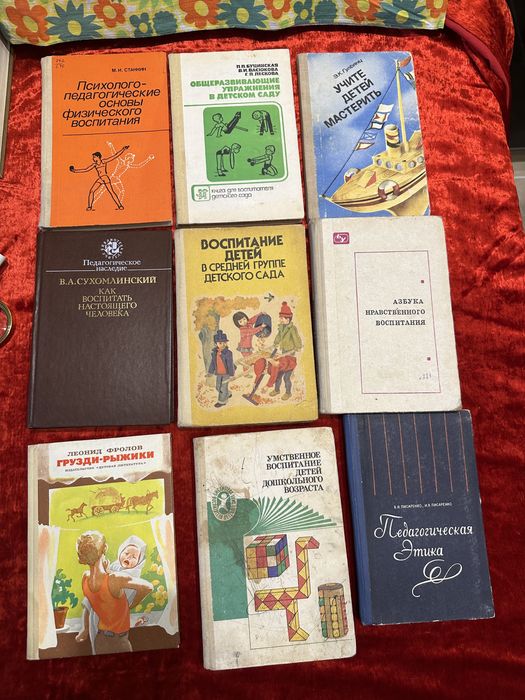 М.И. СТАНКИН
Психолого-
педагогические
основы
физического
воспитания
П.П. БУЦИНСКАЯ
В.И. ВАСЮКОВА
Г.П. ЛЕСКОВА
ОБЩЕРАЗВИВАЮЩИЕ
УПРАЖНЕНИЯ
В ДЕТСКОМ САДУ
книга для воспитателя
детского сада
УЧИТЕ
ДЕТЕЙ
МАСТЕРИТЬ
Педагогическое
наследие
В.А.СУХОМЛИНСКИЙ
КАК
ВОСПИТАТЬ
НАСТОЯЩЕГО
ЧЕЛОВЕКА
ВОСПИТАНИЕ
ДЕТЕЙ
В СРЕДНЕЙ ГРУППЕ
ДЕТСКОГО САДА
АЗБУКА
НРАВСТВЕННОГО
ВОСПИТАНИЯ
ЛЕОНИД ФРОЛОВ
ГРУЗДИ-РЫЖИКИ
ИЗДАТЕЛЬСТВО «ДЕТСКАЯ ЛИТЕРАТУРА»
УМСТВЕННОЕ
ВОСПИТАНИЕ
ДЕТЕЙ
ДОШКОЛЬНОГО
ВОЗРАСТА
В.И. ПИСАРЕНКО, И.Я. ПИСАРЕНКО
Педагогическая
Этика